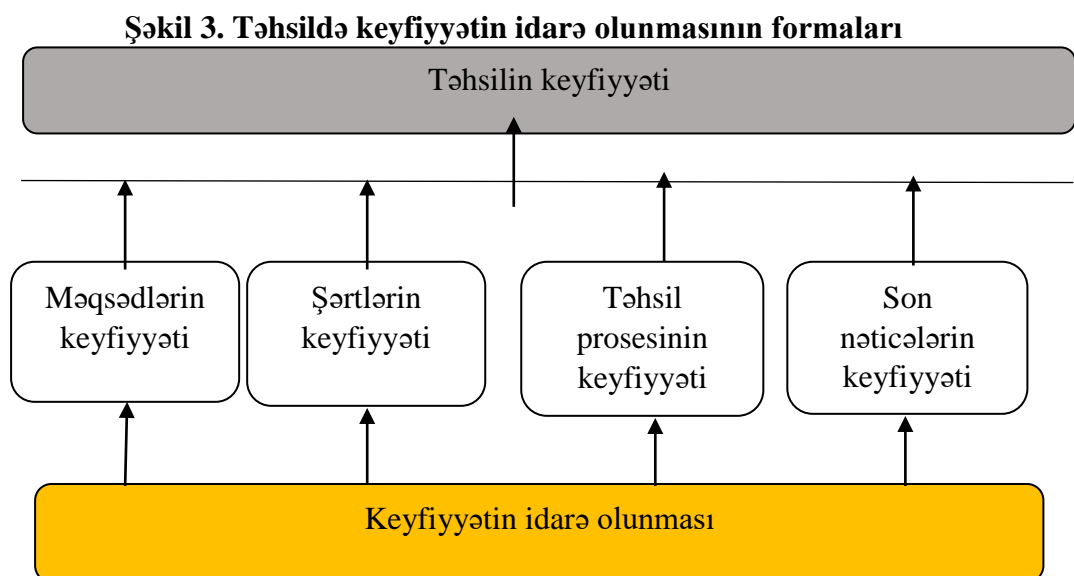 Şəkil 3. Təhsildə keyfiyyətin idarə olunmasının formaları
Təhsilin keyfiyyəti
Məqsədlərin
keyfiyyəti
Şərtlərin
keyfiyyəti
Təhsil
prosesinin
keyfiyyəti
Son
nəticələrin
keyfiyyəti
Keyfiyyətin idarə olunması